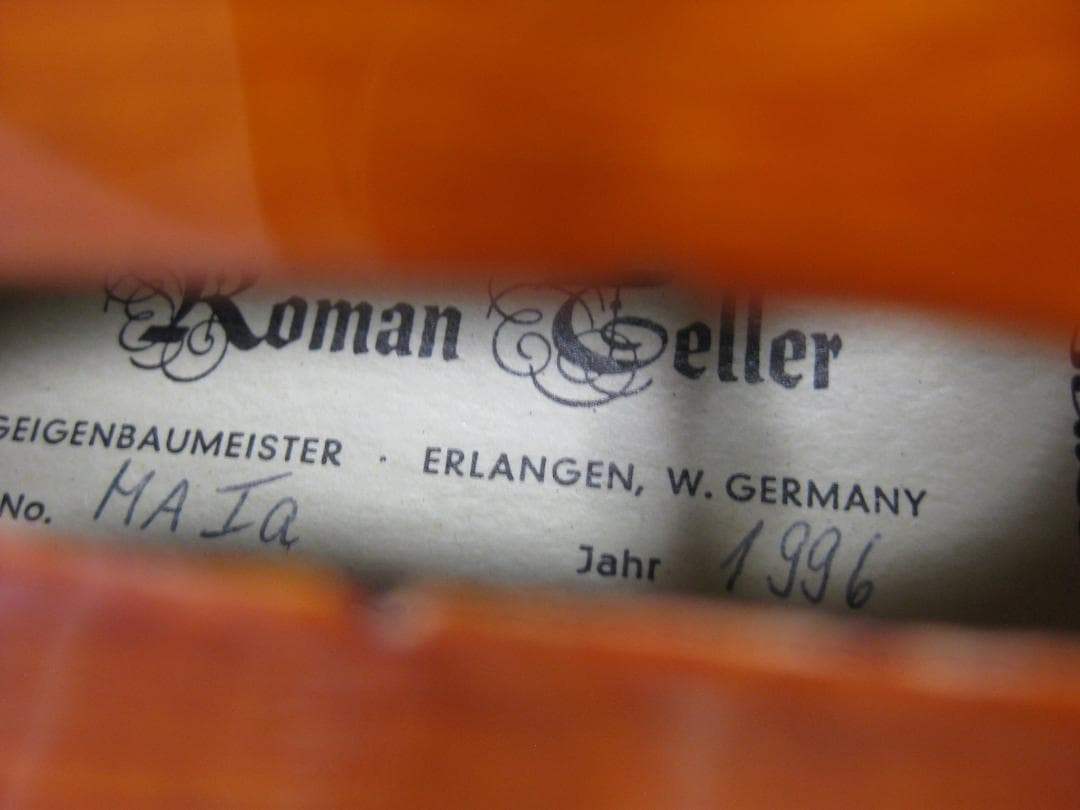 Roman Teller
GEIGENBAUMEISTER · ERLANGEN, W. GERMANY
No. MA Ia Jahr 1996